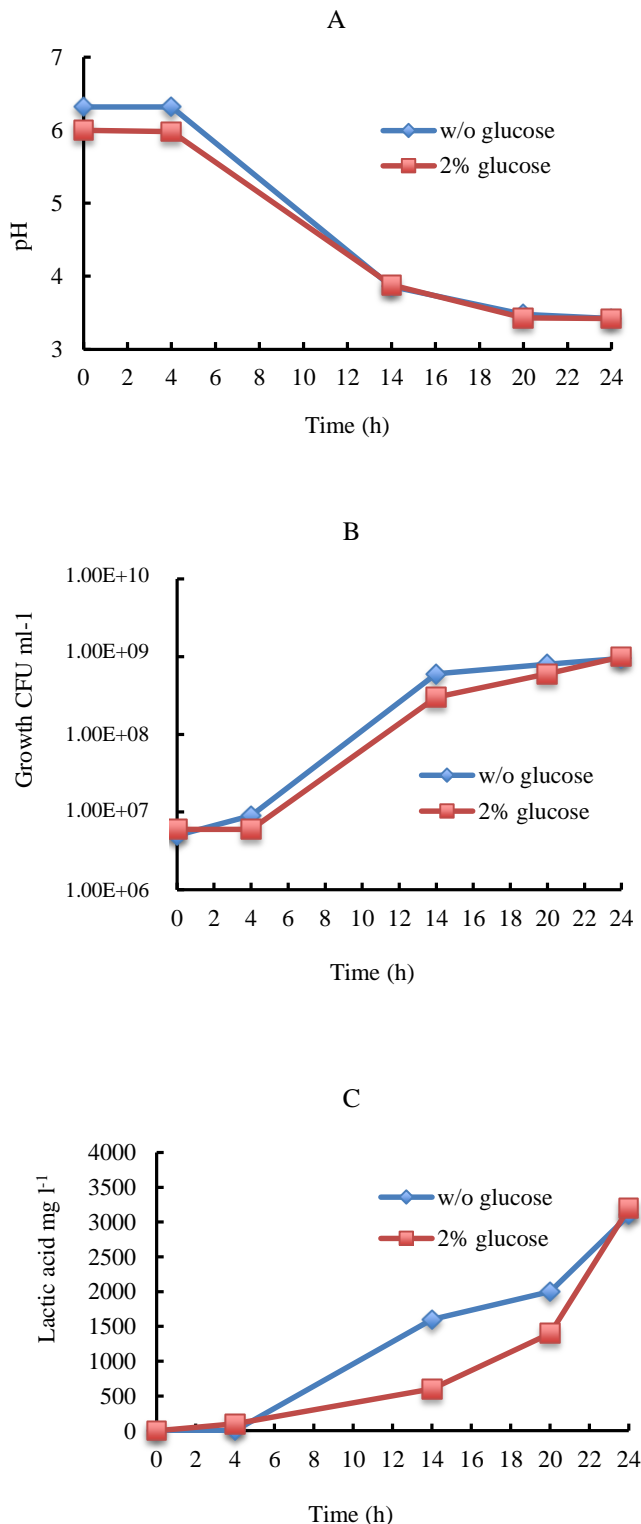 A
7
6
5
4
3
pH
w/o glucose
2% glucose
0 2 4 6 8 10 12 14 16 18 20 22 24
Time (h)
B
1.00E+10
1.00E+09
1.00E+08
1.00E+07
1.00E+06
Growth CFU ml-1
w/o glucose
2% glucose
0 2 4 6 8 10 12 14 16 18 20 22 24
Time (h)
C
4000
3500
3000
2500
2000
1500
1000
500
0
Lactic acid mg l-1
w/o glucose
2% glucose
0 2 4 6 8 10 12 14 16 18 20 22 24
Time (h)